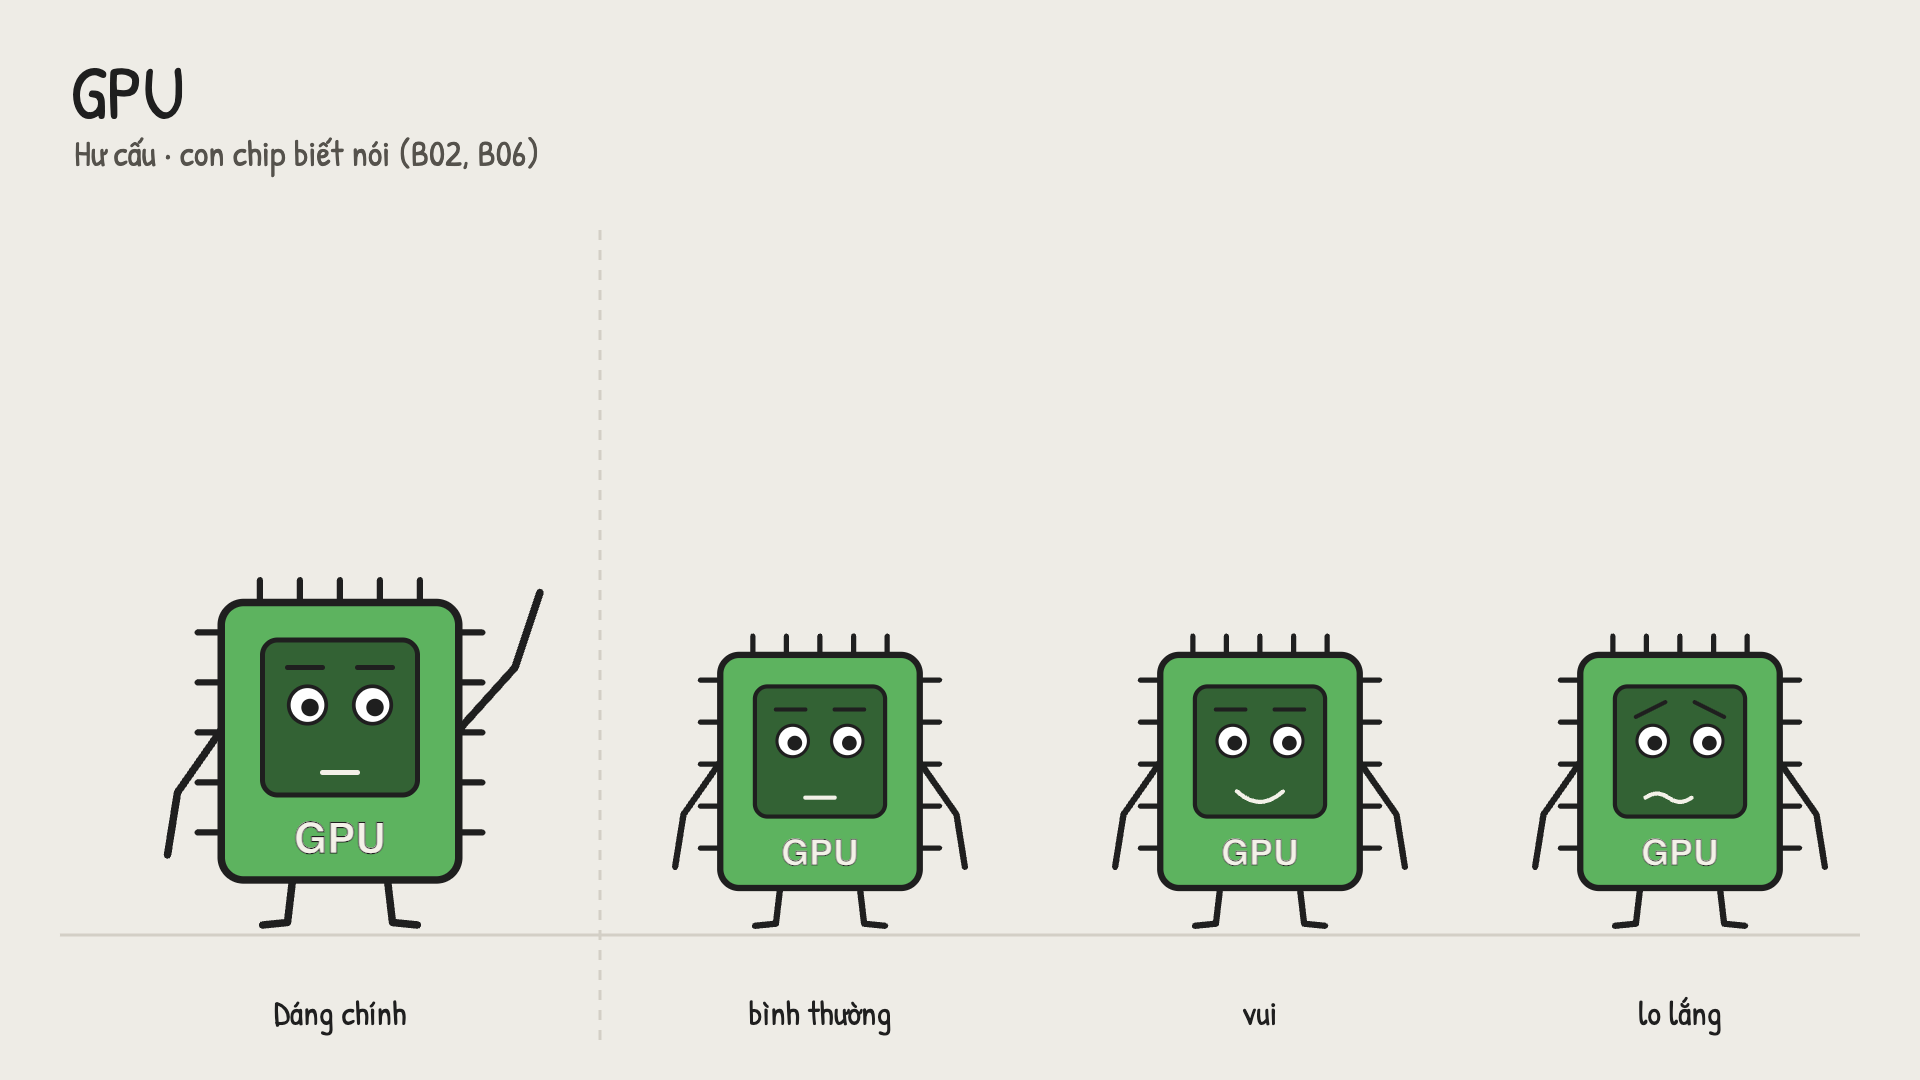 GPU
Hư cấu · con chip biết nói (B02, B06)
GPU
GPU
GPU
GPU
Dáng chính
bình thường
vui
lo lắng